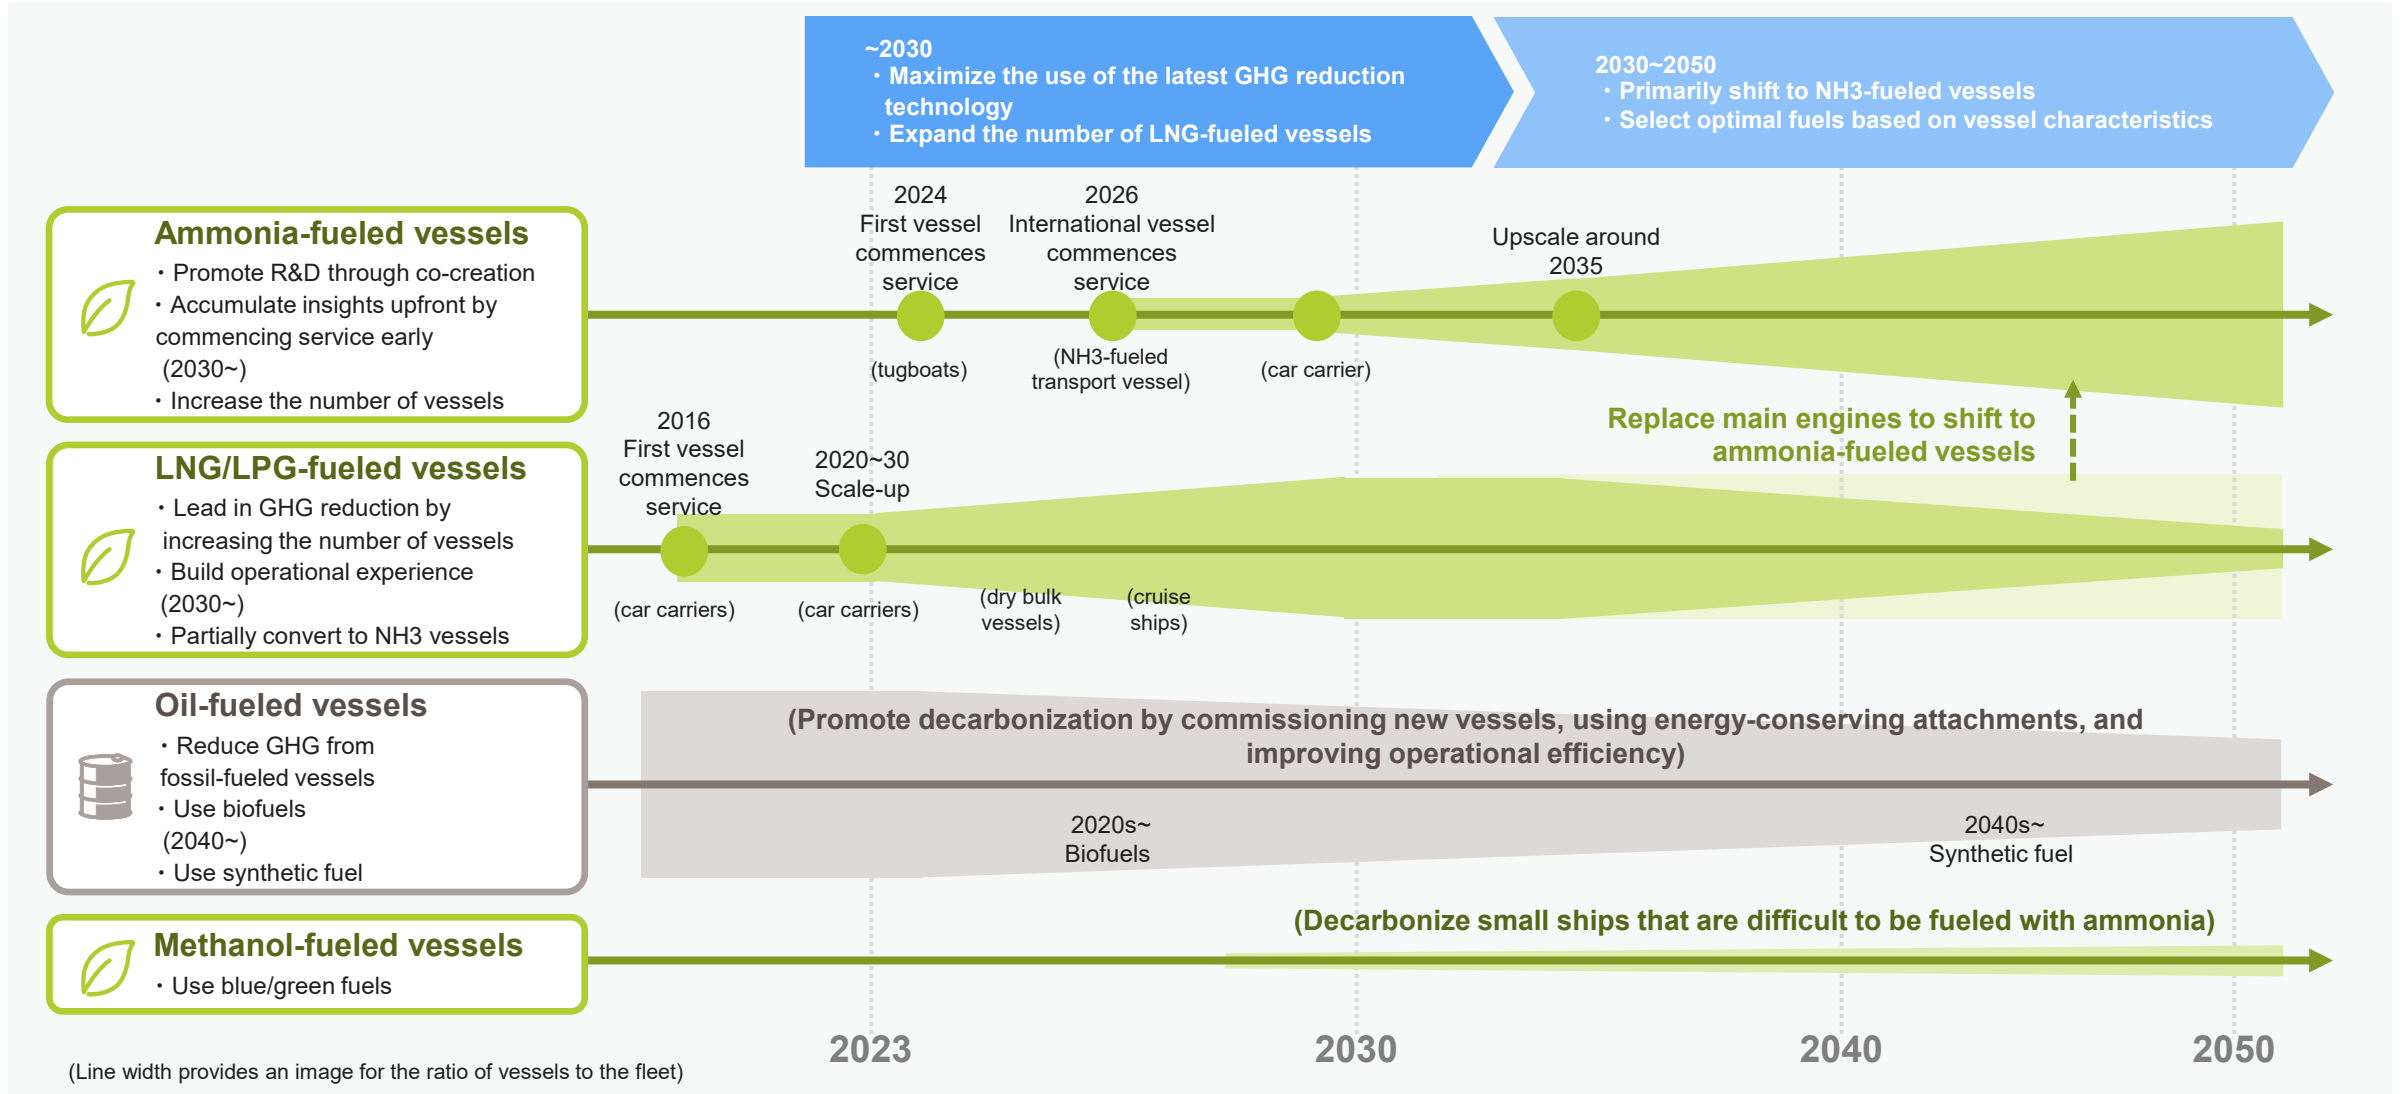 ~2030
・Maximize the use of the latest GHG reduction
technology
・Expand the number of LNG-fueled vessels
2030~2050
・Primarily shift to NH3-fueled vessels
・Select optimal fuels based on vessel characteristics
Ammonia-fueled vessels
・Promote R&D through co-creation
・Accumulate insights upfront by
commencing service early
(2030~)
・Increase the number of vessels
2024
First vessel
commences
service
(tugboats)
2026
International vessel
commences
service
(NH3-fueled
transport vessel)
(car carrier)
Upscale around
2035
Replace main engines to shift to
ammonia-fueled vessels
LNG/LPG-fueled vessels
・Lead in GHG reduction by
increasing the number of vessels
・Build operational experience
(2030~)
・Partially convert to NH3 vessels
2016
First vessel
commences
service
(car carriers)
2020~30
Scale-up
(car carriers)
(dry bulk
vessels)
(cruise
ships)
Oil-fueled vessels
・Reduce GHG from
fossil-fueled vessels
・Use biofuels
(2040~)
・Use synthetic fuel
(Promote decarbonization by commissioning new vessels, using energy-conserving attachments, and
improving operational efficiency)
2020s~
Biofuels
2040s~
Synthetic fuel
Methanol-fueled vessels
・Use blue/green fuels
(Decarbonize small ships that are difficult to be fueled with ammonia)
2023
2030
2040
2050
(Line width provides an image for the ratio of vessels to the fleet)